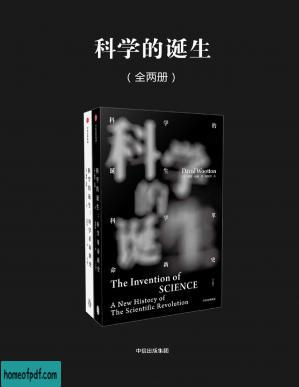 科学的诞生
（全两册）
科学的诞生
David Wootton
The Invention of
SCIENCE
A New History of
The Scientific Revolution
中信出版集团
homeofpdf.com